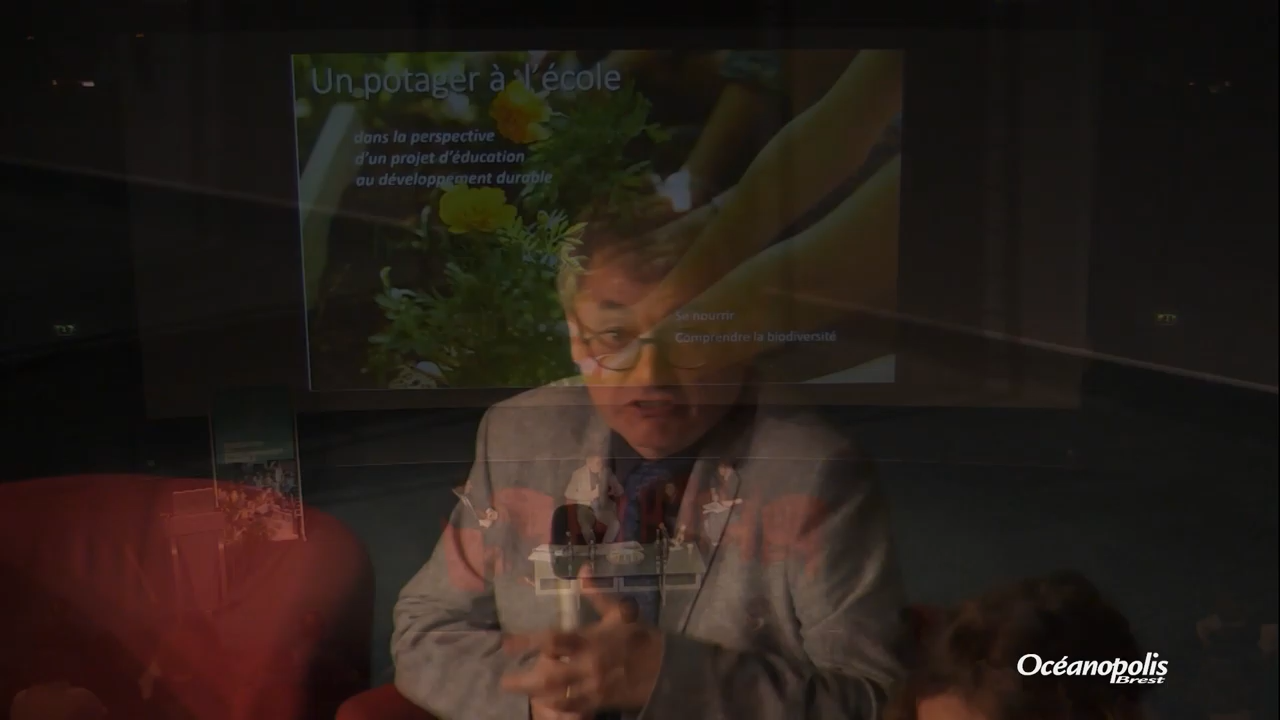 Un potager à l'école
dans la perspective
d'un projet d'éducation
au développement durable
Se nourrir
Comprendre la biodiversité
Océanopolis
Brest